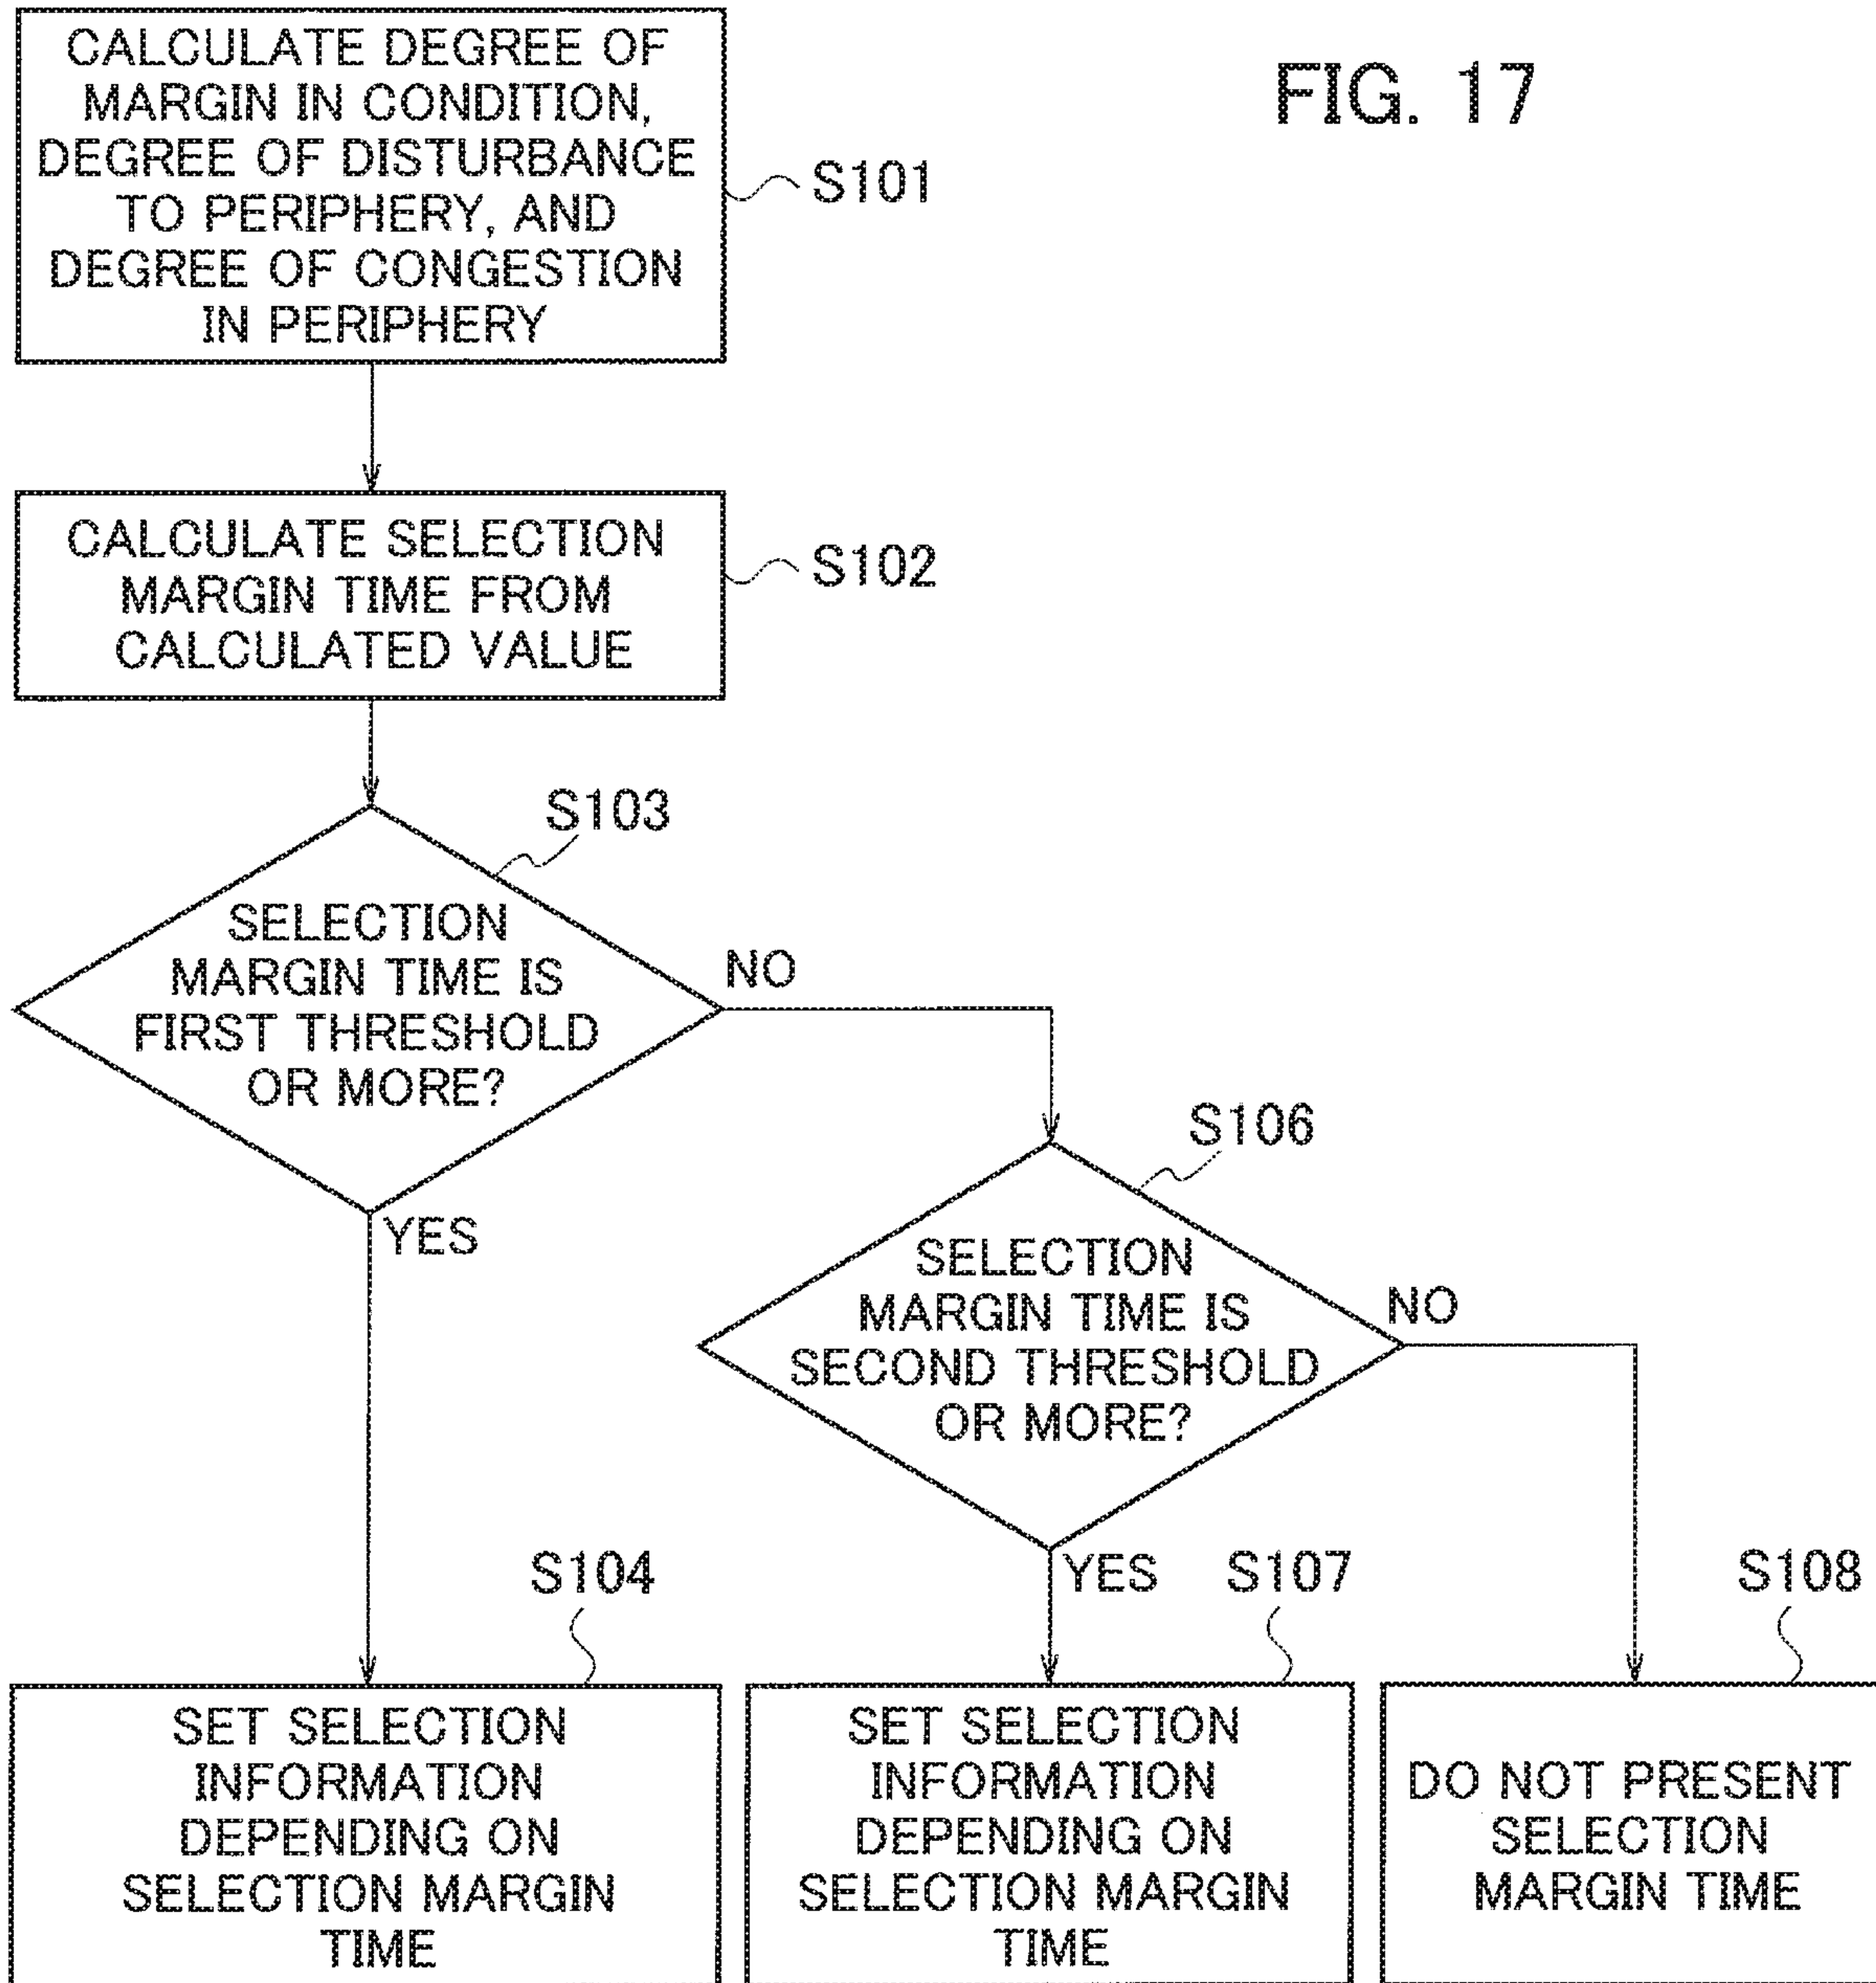 FIG. 17
CALCULATE DEGREE OF
MARGIN IN CONDITION,
DEGREE OF DISTURBANCE
TO PERIPHERY, AND
DEGREE OF CONGESTION
IN PERIPHERY
S101
CALCULATE SELECTION
MARGIN TIME FROM
CALCULATED VALUE
S102
S103
SELECTION
MARGIN TIME IS
FIRST THRESHOLD
OR MORE?
NO
YES
S106
SELECTION
MARGIN TIME IS
SECOND THRESHOLD
OR MORE?
NO
YES
S104
SET SELECTION
INFORMATION
DEPENDING ON
SELECTION MARGIN
TIME
S107
SET SELECTION
INFORMATION
DEPENDING ON
SELECTION MARGIN
TIME
S108
DO NOT PRESENT
SELECTION
MARGIN TIME